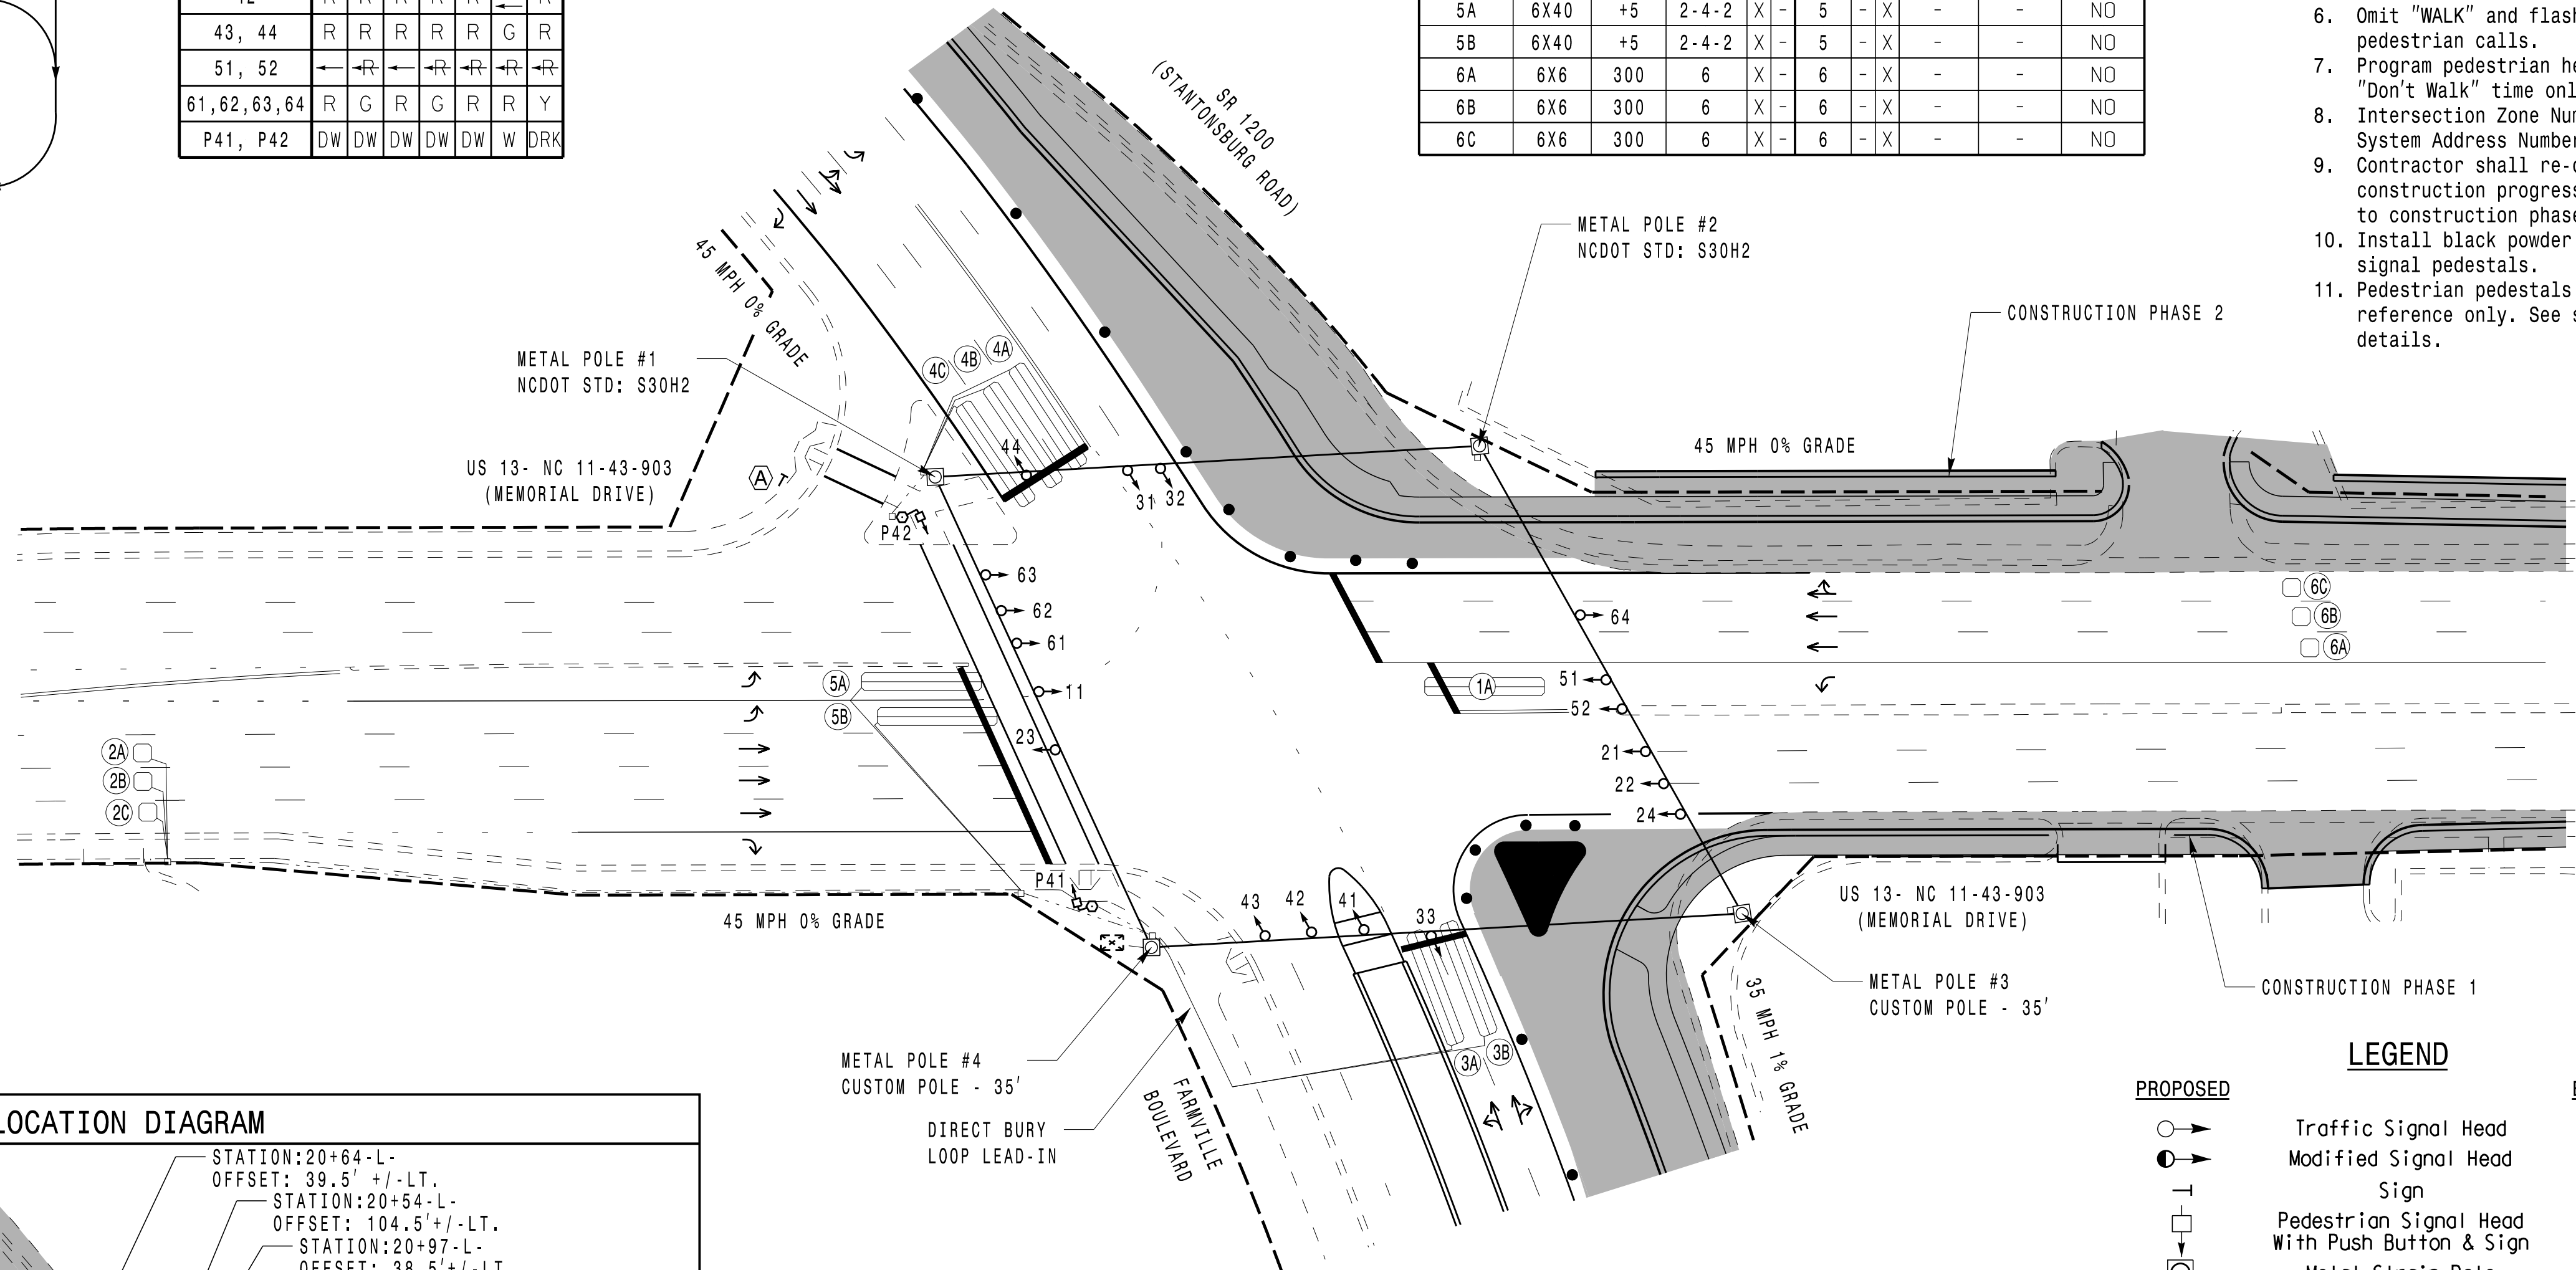 43, 44 R R R R R G R
51, 52 R R R R R
61,62,63,64 R G R G R R Y
P41, P42 DW DW DW DW DW W DRK
5A 6X40 +5 2-4-2 X - 5 - X - - NO
5B 6X40 +5 2-4-2 X - 5 - X - - NO
6A 6X6 300 6 X - 6 - X - - NO
6B 6X6 300 6 X - 6 - X - - NO
6C 6X6 300 6 X - 6 - X - - NO
6. Omit "WALK" and flash
pedestrian calls.
7. Program pedestrian he
"Don't Walk" time onl
8. Intersection Zone Num
System Address Number
9. Contractor shall re-
construction progress
to construction phase
10. Install black powder
signal pedestals.
11. Pedestrian pedestals
reference only. See s
details.
SR 1200
(STANTONSBURG ROAD)
45 MPH 0% GRADE
METAL POLE #2
NCDOT STD: S30H2
CONSTRUCTION PHASE 2
METAL POLE #1
NCDOT STD: S30H2
4C 4B 4A
44
31 32
45 MPH 0% GRADE
US 13- NC 11-43-903
(MEMORIAL DRIVE)
A
P42
63
62
61
11
23
64
6C
6B
6A
5A
5B
1A
51
52
21
22
24
2A
2B
2C
P41
45 MPH 0% GRADE
43 42 41 33
US 13- NC 11-43-903
(MEMORIAL DRIVE)
METAL POLE #3
CUSTOM POLE - 35'
CONSTRUCTION PHASE 1
35 MPH 1% GRADE
3A 3B
METAL POLE #4
CUSTOM POLE - 35'
DIRECT BURY
LOOP LEAD-IN
FARMVILLE
BOULEVARD
LOCATION DIAGRAM
STATION:20+64-L-
OFFSET: 39.5' +/-LT.
STATION:20+54-L-
OFFSET: 104.5'+/-LT.
STATION:20+97-L-
OFFSET: 38.5'+/-LT
LEGEND
PROPOSED
Traffic Signal Head
Modified Signal Head
Sign
Pedestrian Signal Head
With Push Button & Sign
Metal Strain Pole